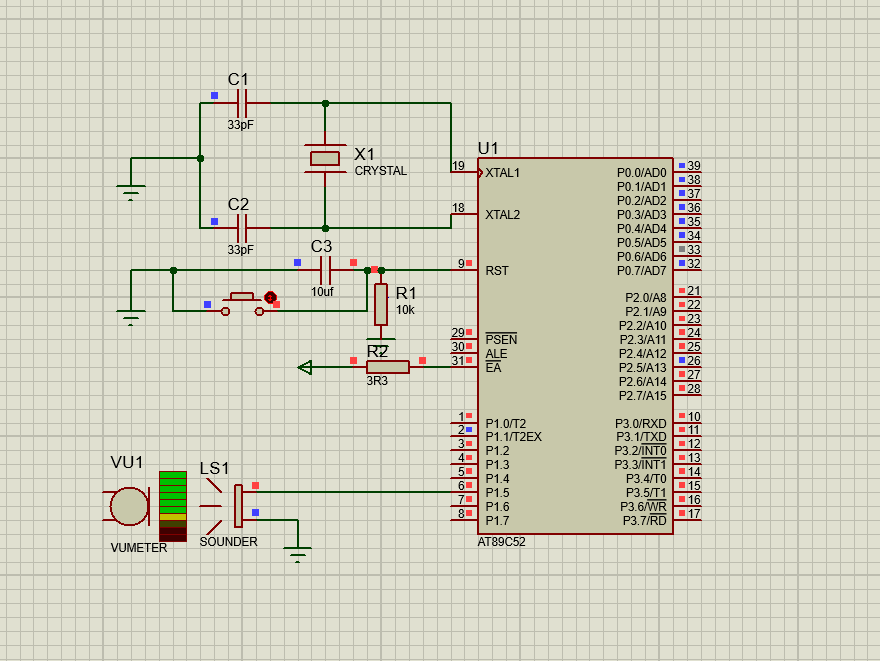 C1
33pF
X1
CRYSTAL
C2
33pF
C3
10uf
R1
10k
R2
3R3
VU1
VUMETER
LS1
SOUNDER
U1
19 XTAL1
18 XTAL2
9 RST
29 PSEN
30 ALE
31 EA
1 P1.0/T2
2 P1.1/T2EX
3 P1.2
4 P1.3
5 P1.4
6 P1.5
7 P1.6
8 P1.7
P0.0/AD0 39
P0.1/AD1 38
P0.2/AD2 37
P0.3/AD3 36
P0.4/AD4 35
P0.5/AD5 34
P0.6/AD6 33
P0.7/AD7 32
P2.0/A8 21
P2.1/A9 22
P2.2/A10 23
P2.3/A11 24
P2.4/A12 25
P2.5/A13 26
P2.6/A14 27
P2.7/A15 28
P3.0/RXD 10
P3.1/TXD 11
P3.2/INT0 12
P3.3/INT1 13
P3.4/T0 14
P3.5/T1 15
P3.6/WR 16
P3.7/RD 17
AT89C52